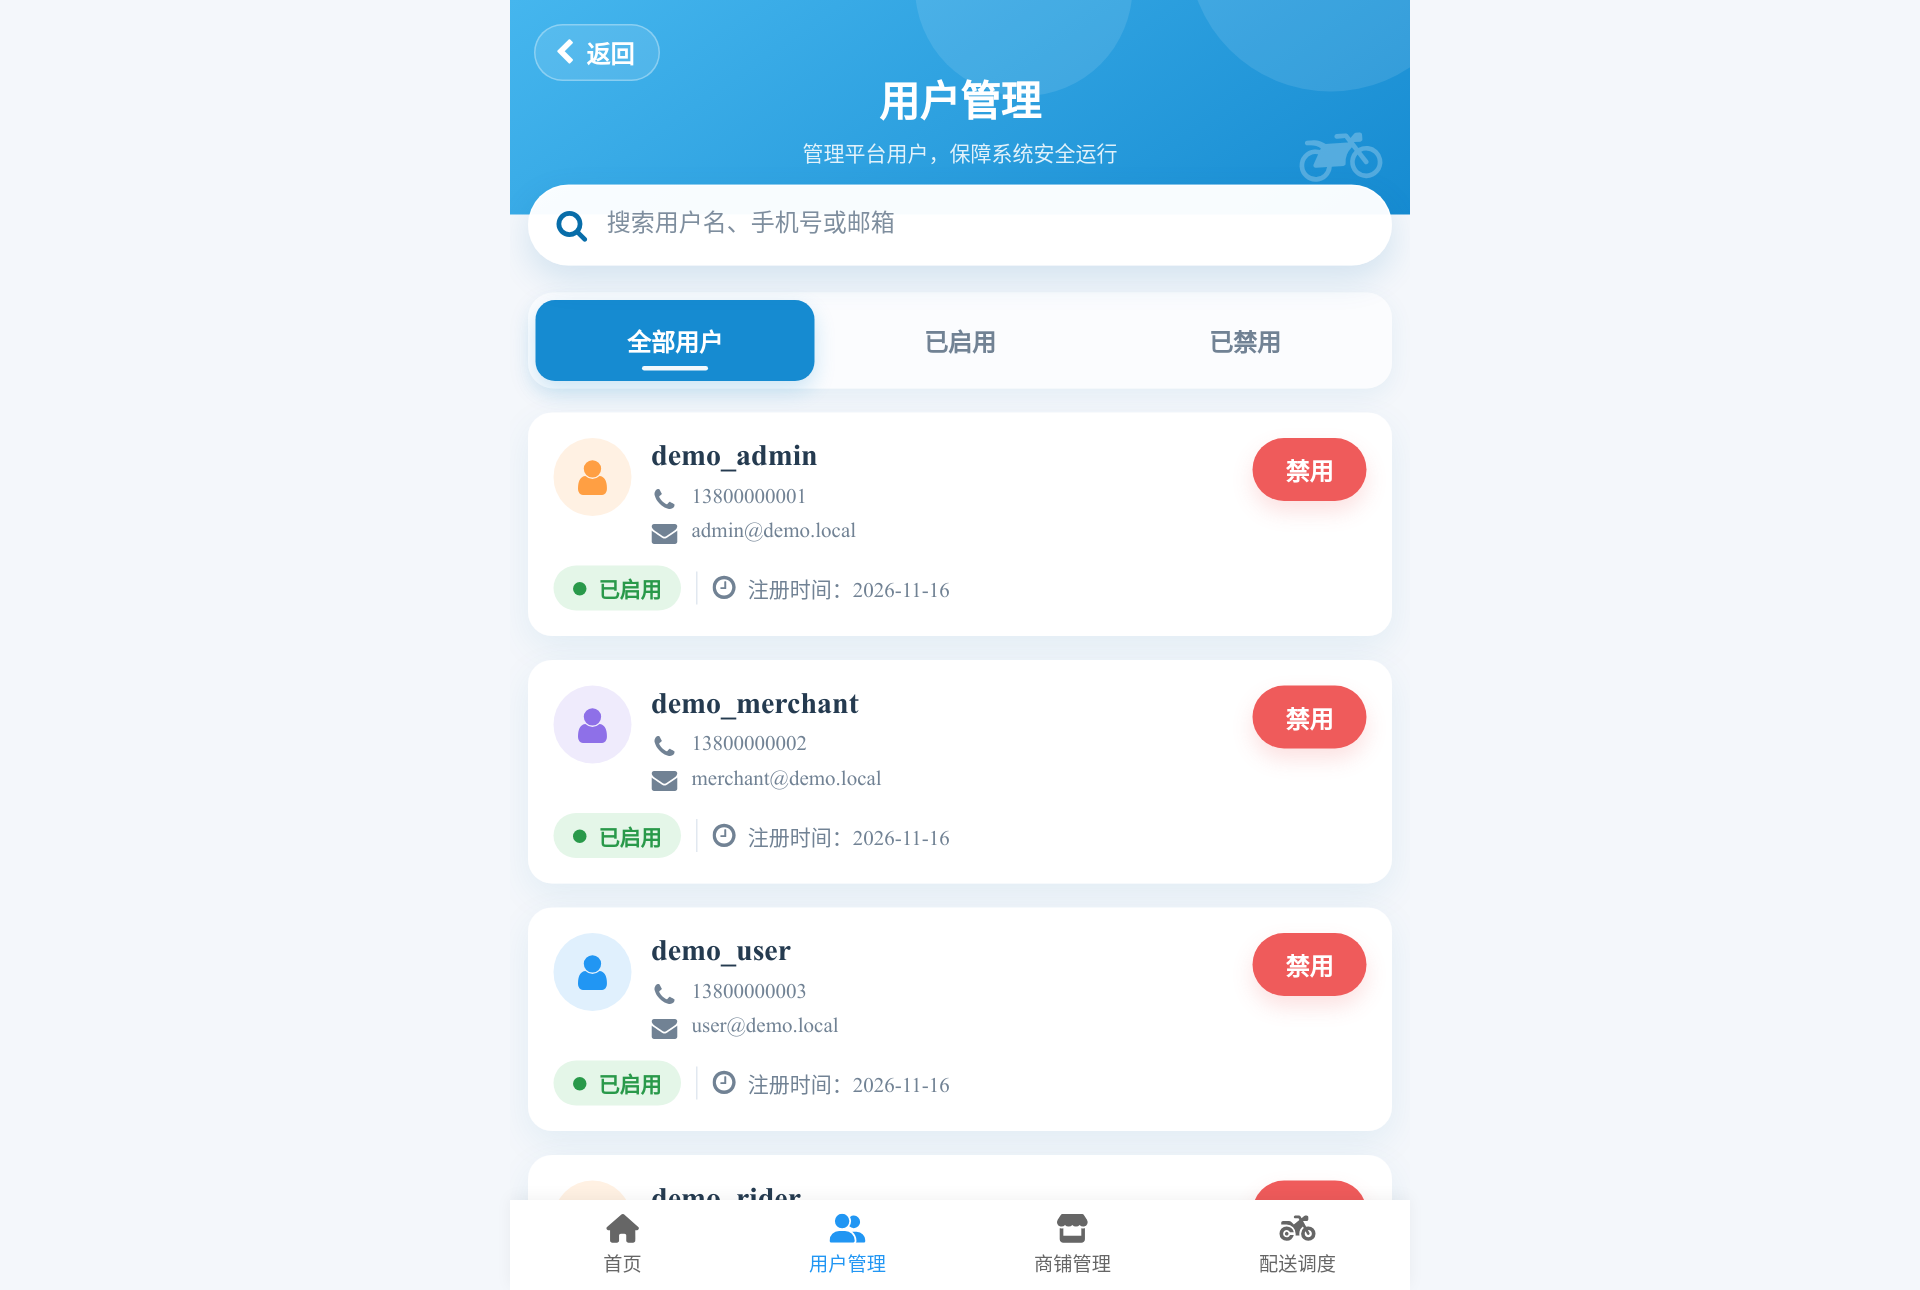 返回
用户管理
管理平台用户，保障系统安全运行
搜索用户名、手机号或邮箱
全部用户 已启用 已禁用
demo_admin 禁用
13800000001
admin@demo.local
已启用 注册时间：2026-11-16
demo_merchant 禁用
13800000002
merchant@demo.local
已启用 注册时间：2026-11-16
demo_user 禁用
13800000003
user@demo.local
已启用 注册时间：2026-11-16
demo_rider
首页 用户管理 商铺管理 配送调度